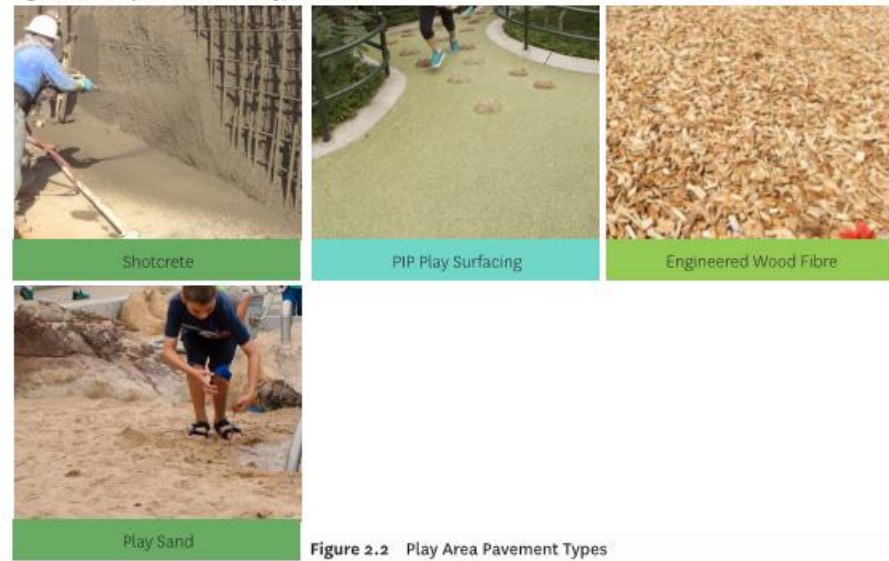 Shotcrete
PIP Play Surfacing
Engineered Wood Fibre
Play Sand
Figure 2.2 Play Area Pavement Types